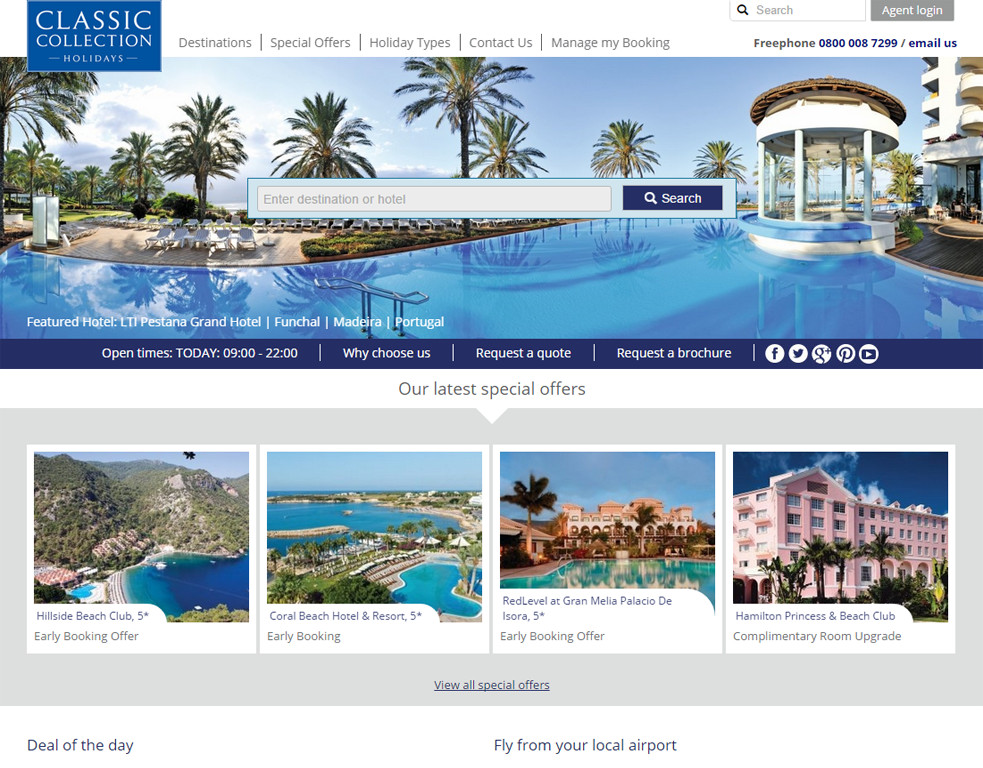 CLASSIC
COLLECTION
HOLIDAYS
Search
Agent login
Destinations
Special Offers
Holiday Types
Contact Us
Manage my Booking
Freephone 0800 008 7299 / email us
Enter destination or hotel
Search
Featured Hotel: LTI Pestana Grand Hotel | Funchal | Madeira | Portugal
Open times: TODAY: 09:00 - 22:00
Why choose us
Request a quote
Request a brochure
Our latest special offers
Hillside Beach Club, 5*
Early Booking Offer
Coral Beach Hotel & Resort, 5*
Early Booking
RedLevel at Gran Melia Palacio De
Isora, 5*
Early Booking Offer
Hamilton Princess & Beach Club
Complimentary Room Upgrade
View all special offers
Deal of the day
Fly from your local airport